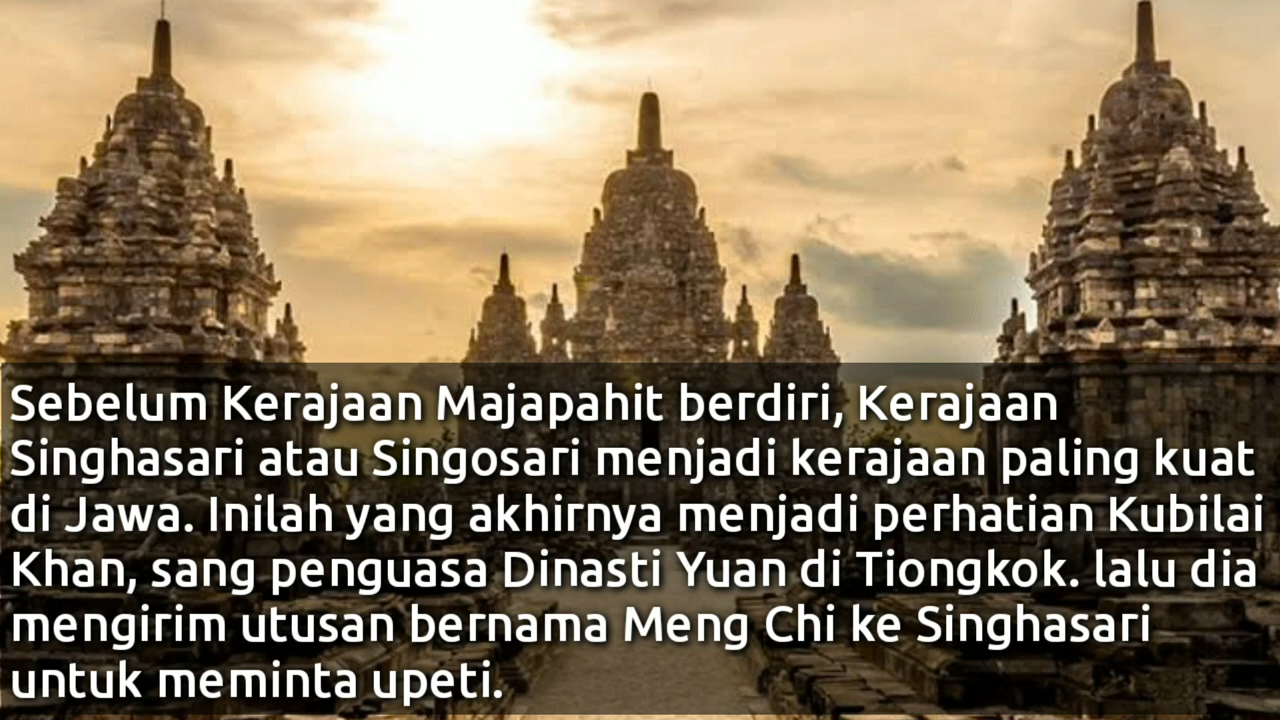 Sebelum Kerajaan Majapahit berdiri, Kerajaan
Singhasari atau Singosari menjadi kerajaan paling kuat
di Jawa. Inilah yang akhirnya menjadi perhatian Kubilai
Khan, sang penguasa Dinasti Yuan di Tiongkok. lalu dia
mengirim utusan bernama Meng Chi ke Singhasari
untuk meminta upeti.